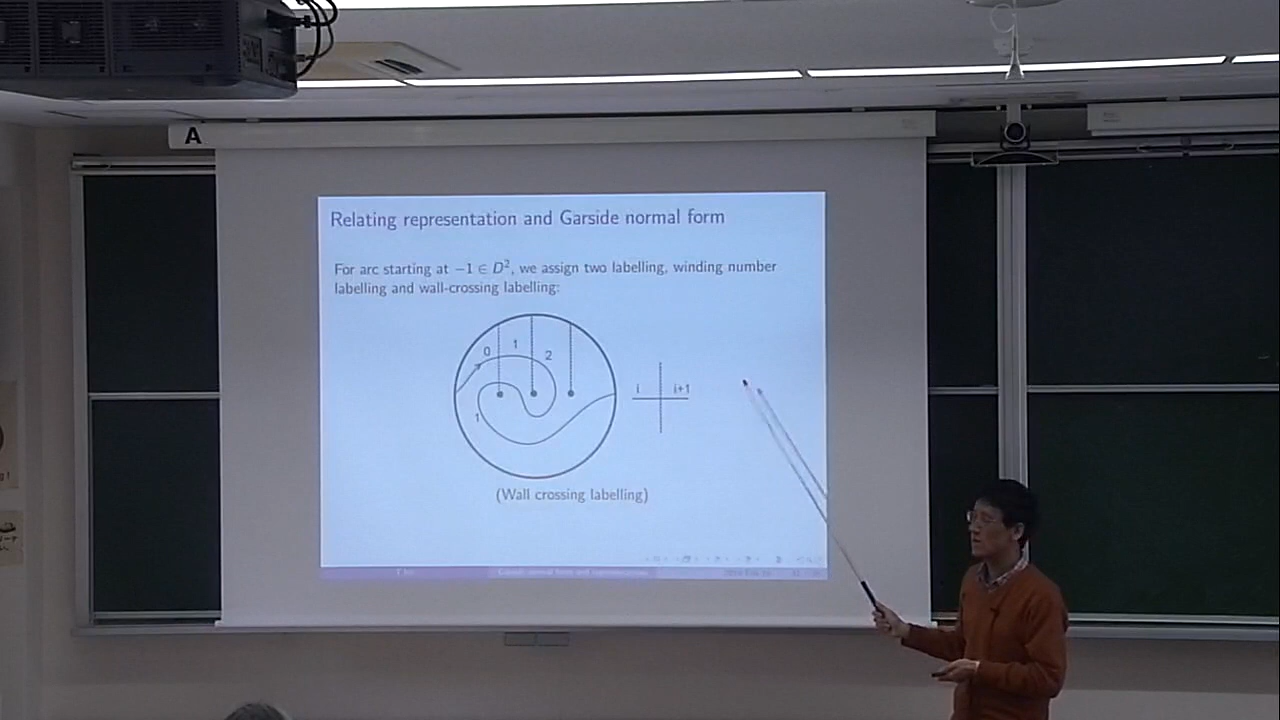 A
Relating representation and Garside normal form
For arc starting at −1 ∈ D², we assign two labelling, winding number
labelling and wall-crossing labelling:
0
1
2
1
i
i+1
(Wall crossing labelling)